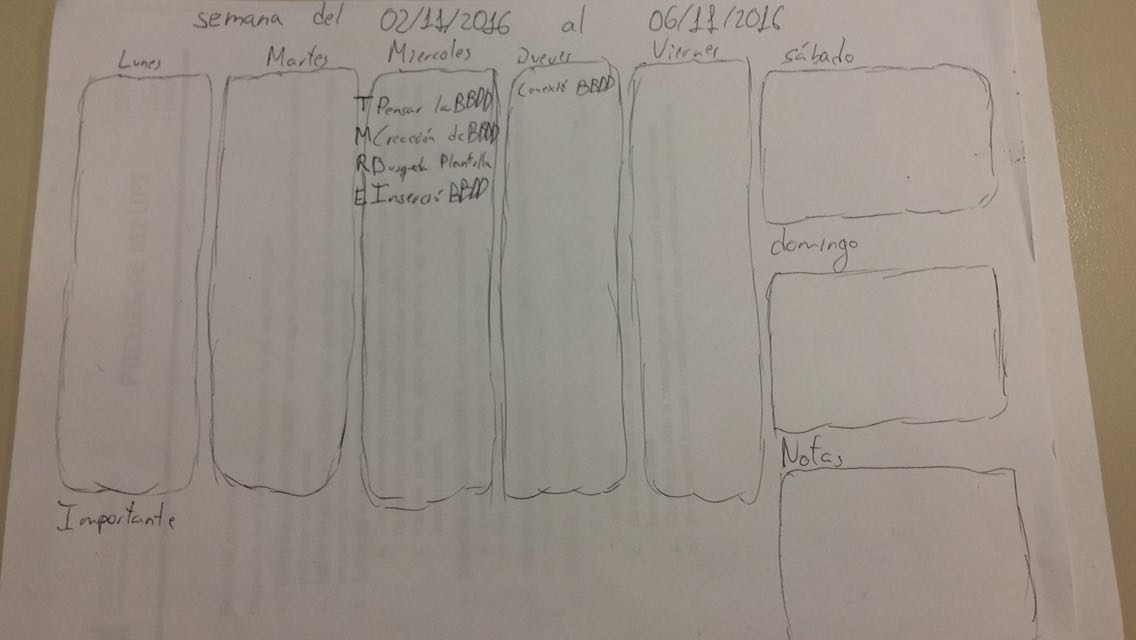 semana del 02/11/2016 al 06/11/2016
Lunes
Martes
Miercoles
T Pensar la BBDD
M Creación de BBDD
R Busqueda Plantilla
E Inserció BBDD
Jueves
Conexió BBDD
Viernes
sábado
domingo
Notas
Importante